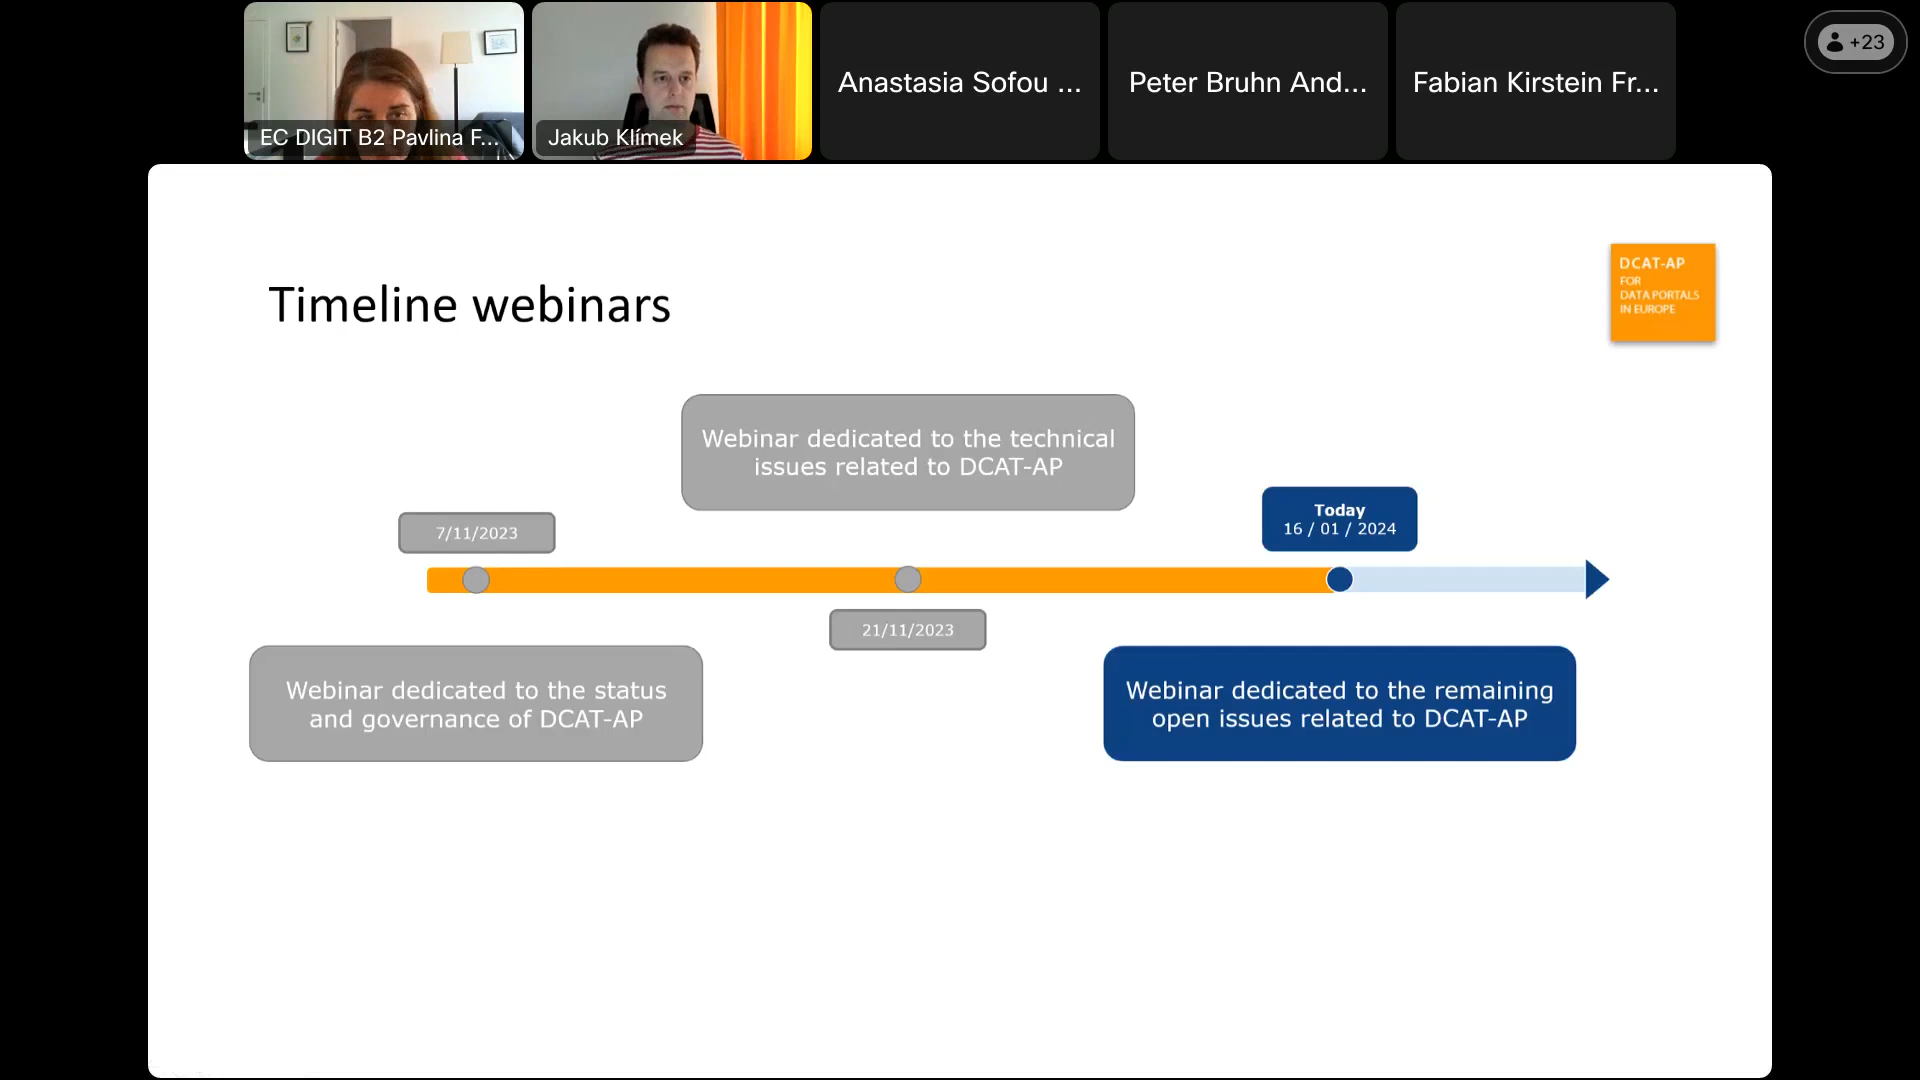 EC DIGIT B2 Pavlina F...
Jakub Klímek
Anastasia Sofou ...
Peter Bruhn And...
Fabian Kirstein Fr...
+23
Timeline webinars
DCAT-AP
FOR
DATA PORTALS
IN EUROPE
Webinar dedicated to the technical
issues related to DCAT-AP
7/11/2023
Today
16 / 01 / 2024
21/11/2023
Webinar dedicated to the status
and governance of DCAT-AP
Webinar dedicated to the remaining
open issues related to DCAT-AP